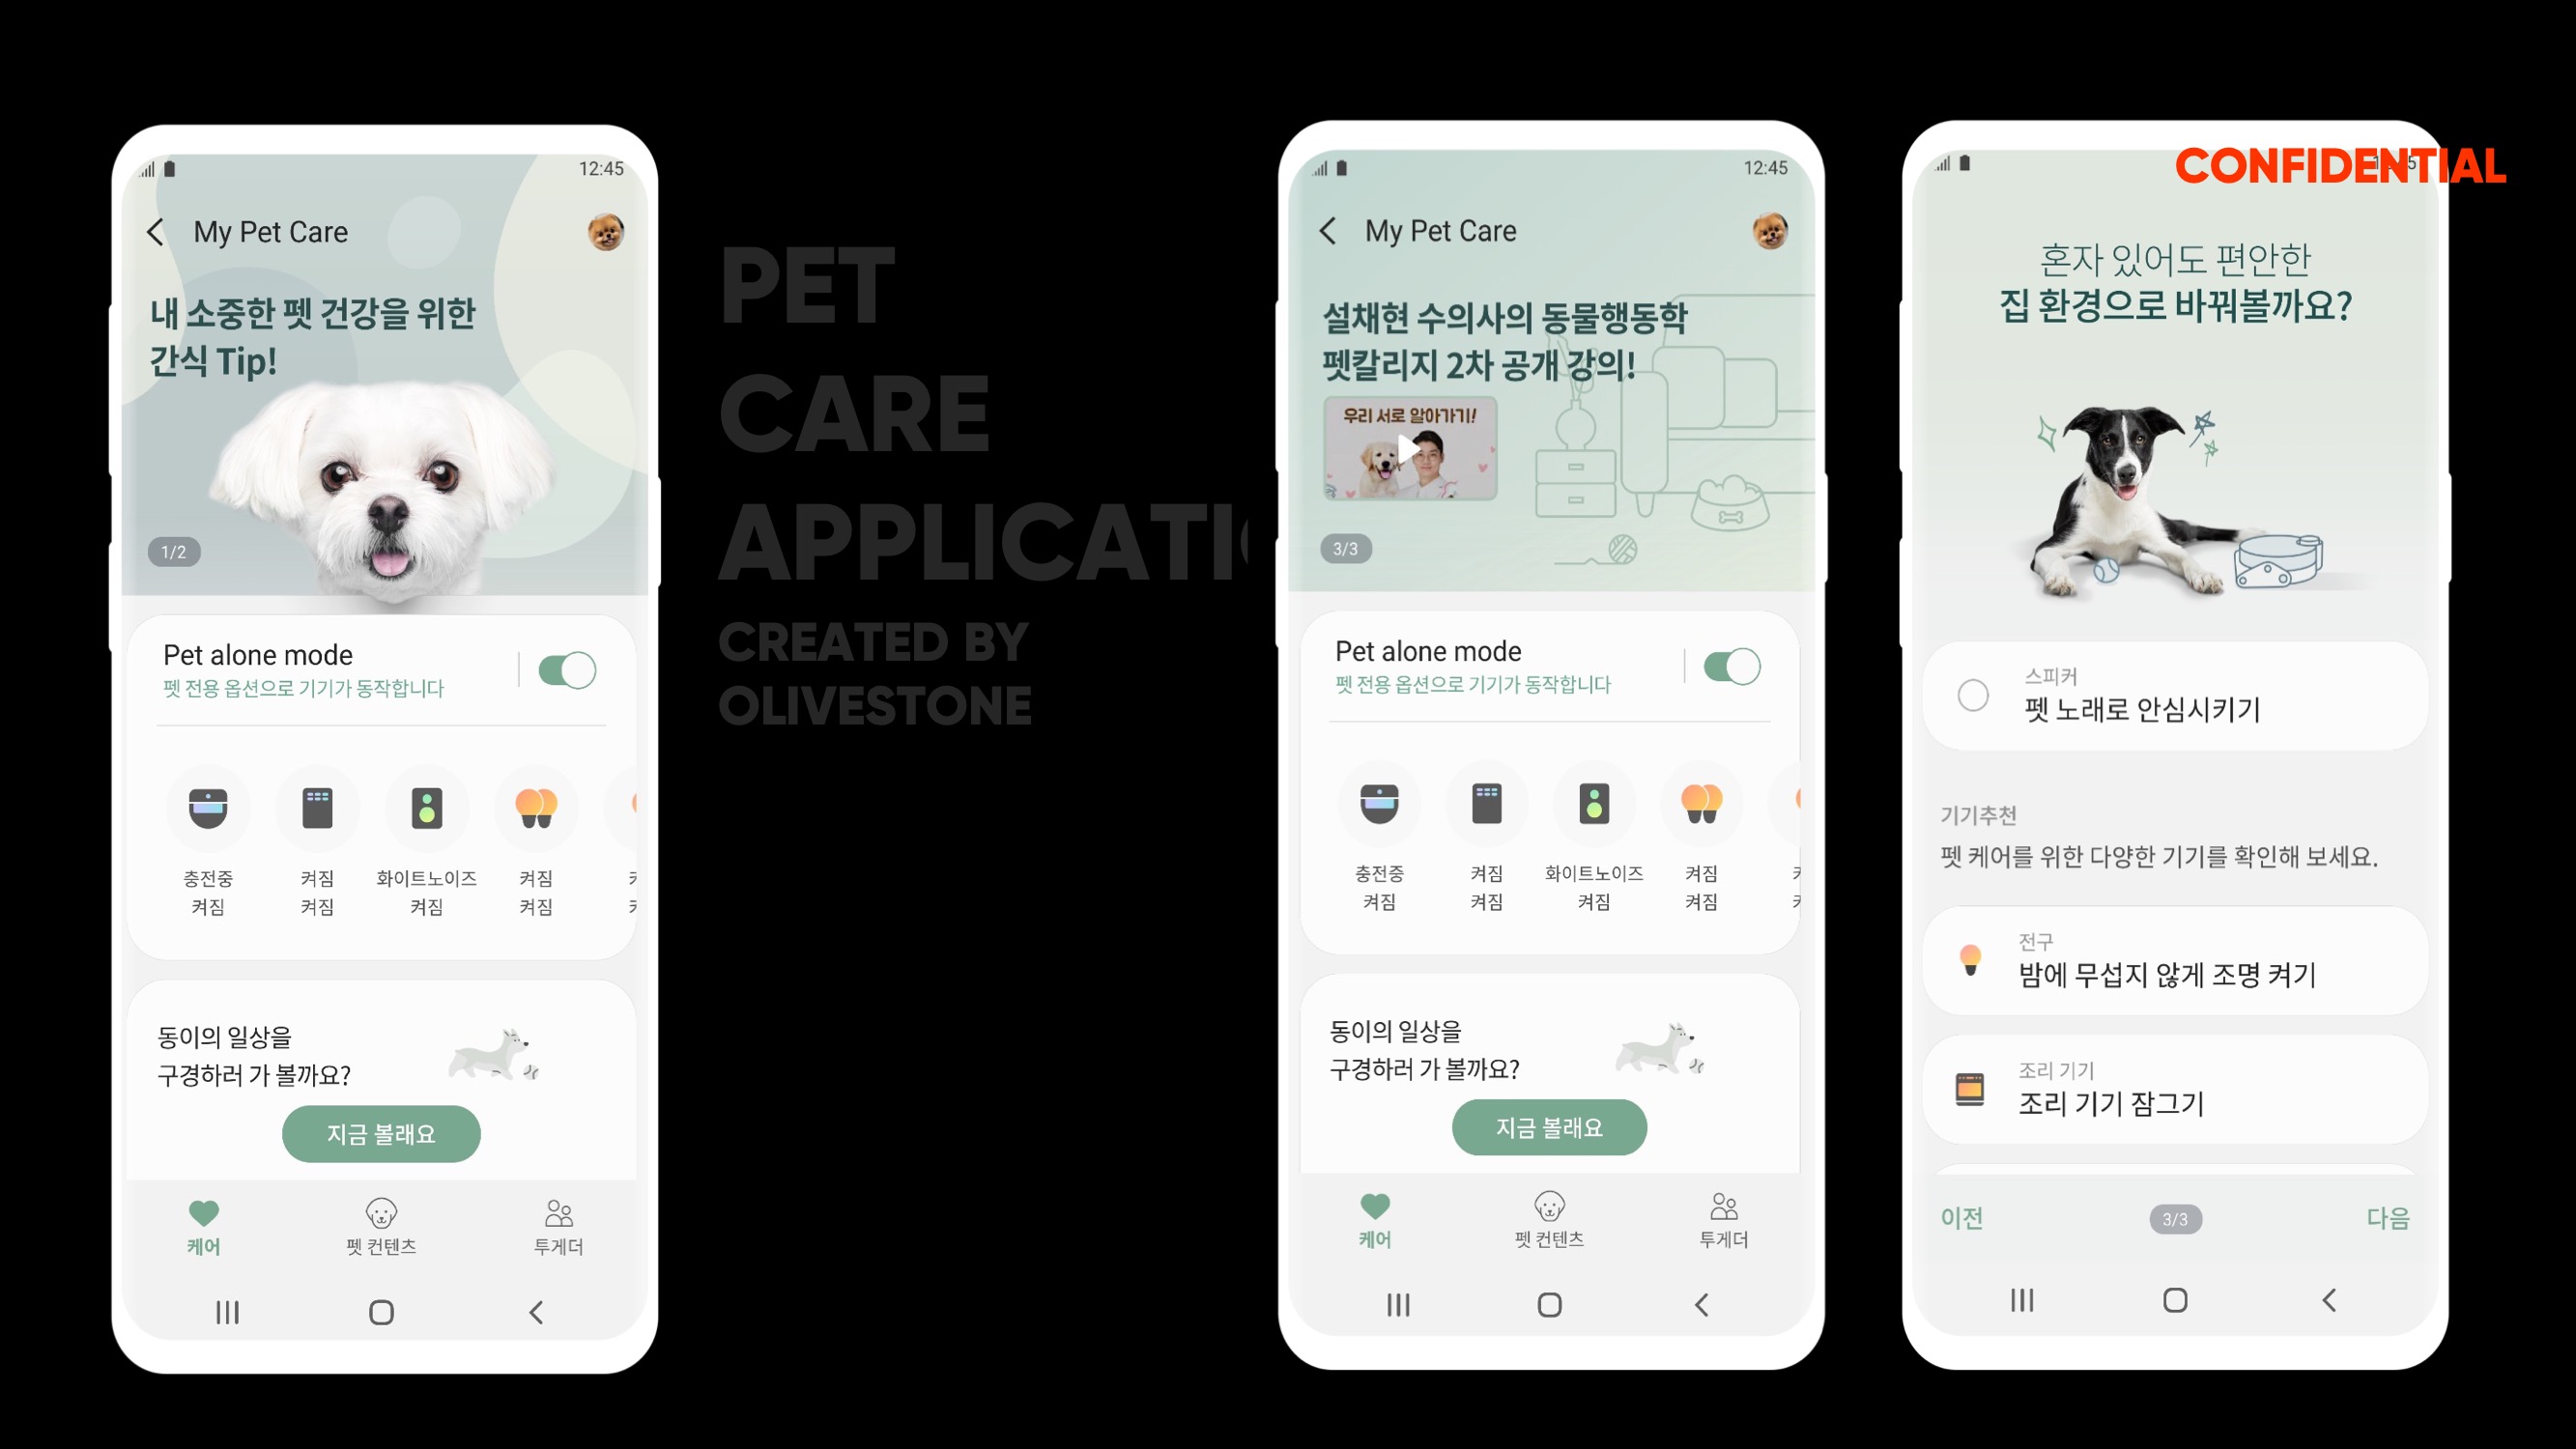 12:45
My Pet Care
내 소중한 펫 건강을 위한
간식 Tip!
1/2
Pet alone mode
펫 전용 옵션으로 기기가 동작합니다
충전중 켜짐 화이트노이즈 켜짐
켜짐 켜짐 켜짐 켜짐
동이의 일상을
구경하러 가 볼까요?
지금 볼래요
케어 펫 컨텐츠 투게더
PET
CARE
APPLICATI
CREATED BY
OLIVESTONE
12:45
My Pet Care
설채현 수의사의 동물행동학
펫칼리지 2차 공개 강의!
우리 서로 알아가기!
3/3
Pet alone mode
펫 전용 옵션으로 기기가 동작합니다
충전중 켜짐 화이트노이즈 켜짐
켜짐 켜짐 켜짐 켜짐
동이의 일상을
구경하러 가 볼까요?
지금 볼래요
케어 펫 컨텐츠 투게더
CONFIDENTIAL
혼자 있어도 편안한
집 환경으로 바꿔볼까요?
스피커
펫 노래로 안심시키기
기기추천
펫 케어를 위한 다양한 기기를 확인해 보세요.
전구
밤에 무섭지 않게 조명 켜기
조리 기기
조리 기기 잠그기
이전 3/3 다음